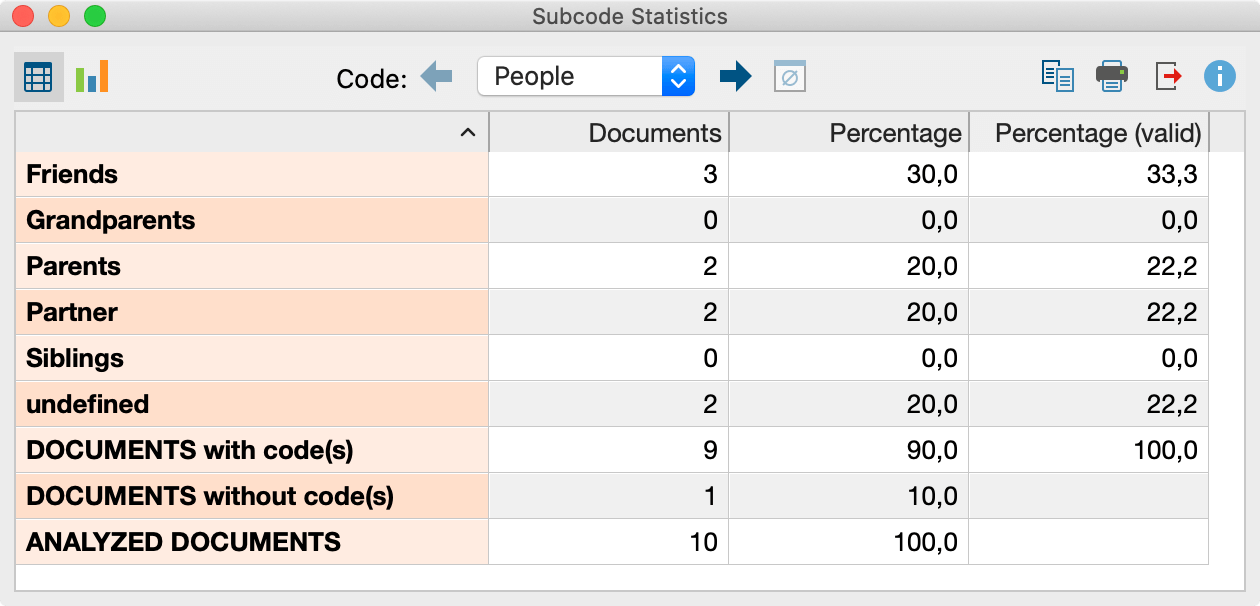 Subcode Statistics
Code: People
Documents Percentage Percentage (valid)
Friends 3 30,0 33,3
Grandparents 0 0,0 0,0
Parents 2 20,0 22,2
Partner 2 20,0 22,2
Siblings 0 0,0 0,0
undefined 2 20,0 22,2
DOCUMENTS with code(s) 9 90,0 100,0
DOCUMENTS without code(s) 1 10,0
ANALYZED DOCUMENTS 10 100,0